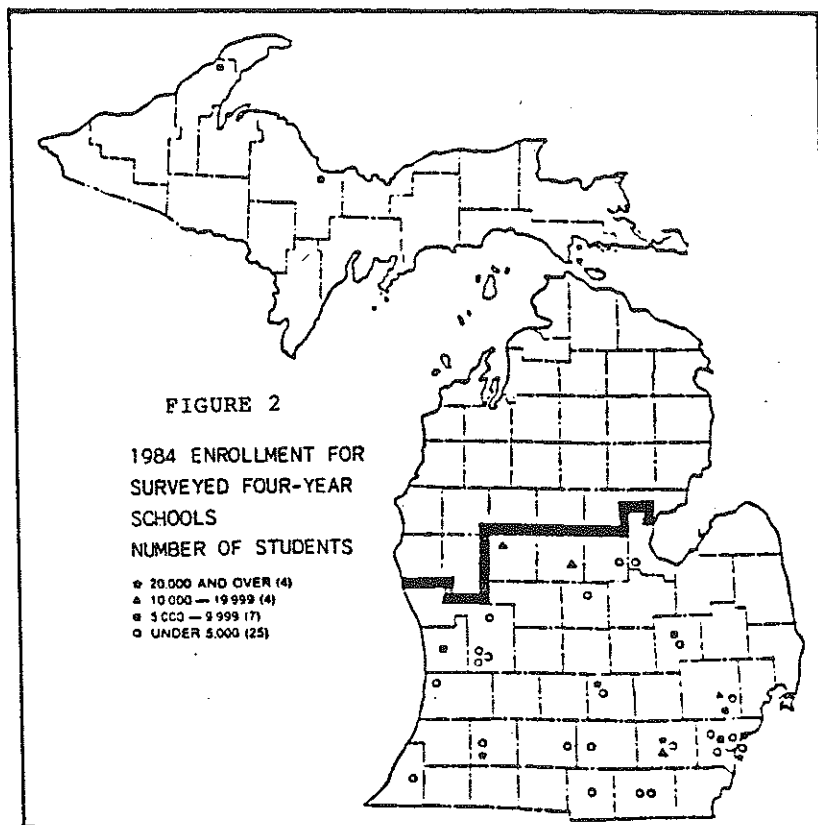 FIGURE 2
1984 ENROLLMENT FOR
SURVEYED FOUR-YEAR
SCHOOLS
NUMBER OF STUDENTS
20.000 AND OVER (4)
10 000 — 19 999 (4)
5 000 — 9 999 (7)
UNDER 5.000 (25)